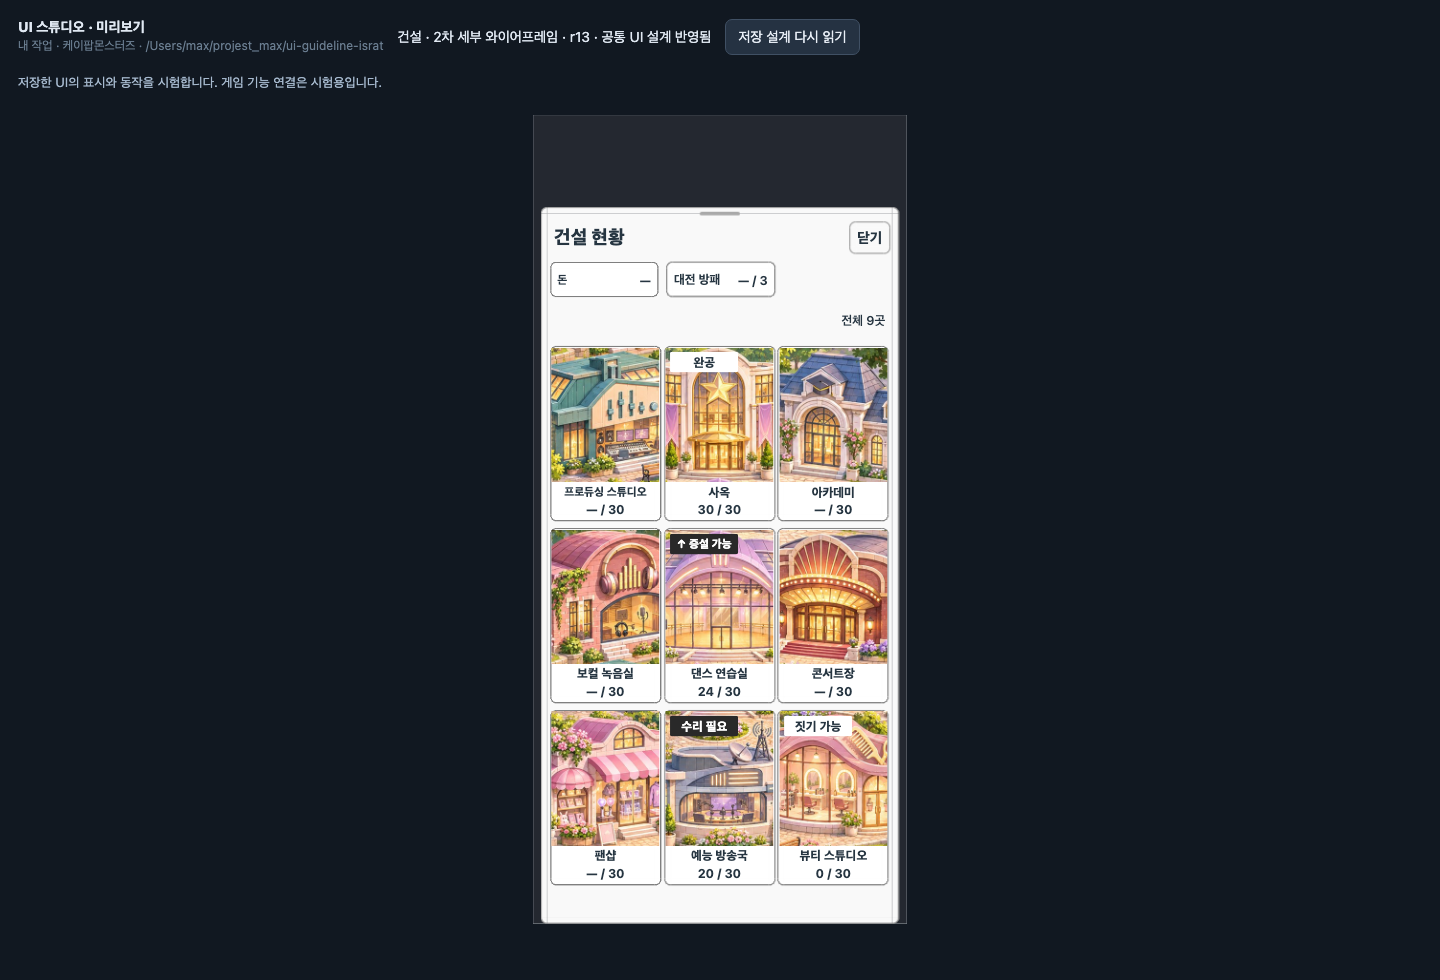 UI 스튜디오 · 미리보기
내 작업 · 케이팝몬스터즈 · /Users/max/projest_max/ui-guideline-israt
건설 · 2차 세부 와이어프레임 · r13 · 공통 UI 설계 반영됨
저장 설계 다시 읽기
저장한 UI의 표시와 동작을 시험합니다. 게임 기능 연결은 시험용입니다.
건설 현황
닫기
돈 —
대전 방패 — / 3
전체 9곳
완공
프로듀싱 스튜디오
— / 30
사옥
30 / 30
아카데미
— / 30
↑ 증설 가능
보컬 녹음실
— / 30
댄스 연습실
24 / 30
콘서트장
— / 30
수리 필요
짓기 가능
팬샵
— / 30
예능 방송국
20 / 30
뷰티 스튜디오
0 / 30